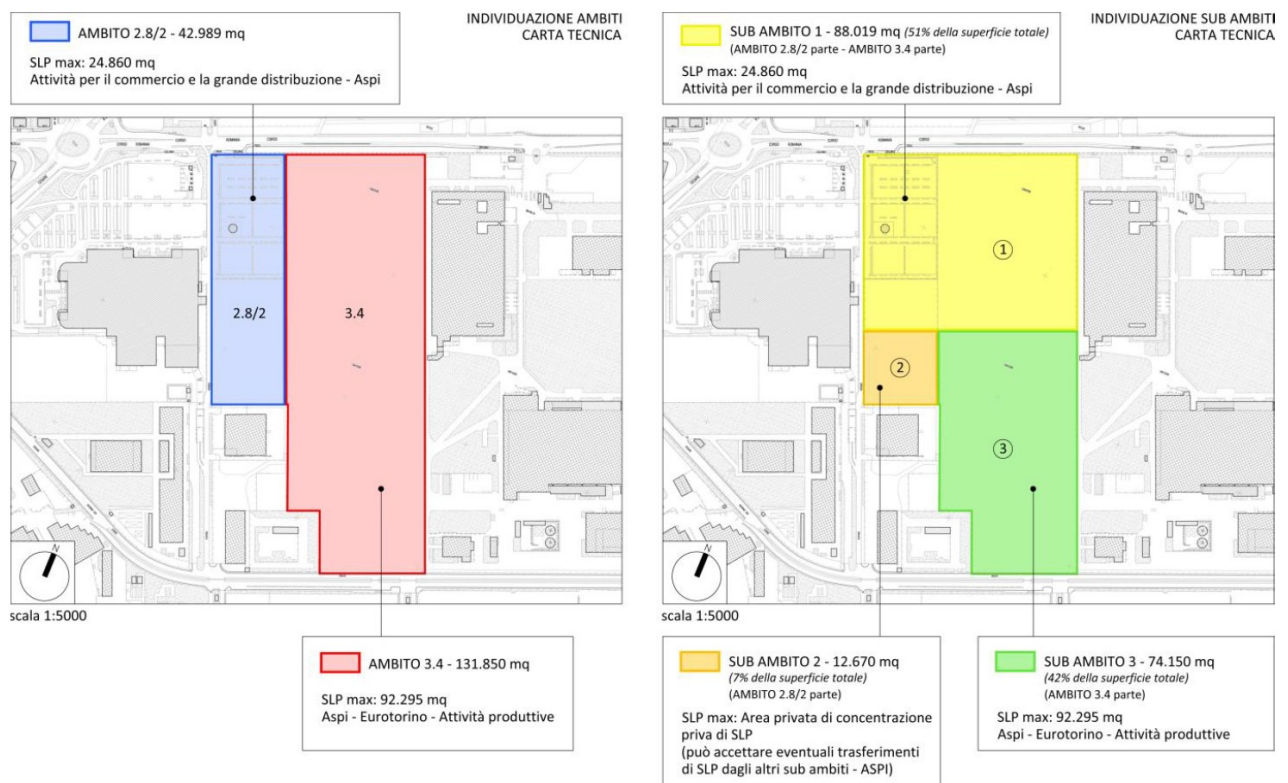 INDIVIDUAZIONE AMBITI
CARTA TECNICA
AMBITO 2.8/2 - 42.989 mq
SLP max: 24.860 mq
Attività per il commercio e la grande distribuzione - Aspi
2.8/2
3.4
N
scala 1:5000
AMBITO 3.4 - 131.850 mq
SLP max: 92.295 mq
Aspi - Eurotorino - Attività produttive
INDIVIDUAZIONE SUB AMBITI
CARTA TECNICA
SUB AMBITO 1 - 88.019 mq (51% della superficie totale)
(AMBITO 2.8/2 parte - AMBITO 3.4 parte)
SLP max: 24.860 mq
Attività per il commercio e la grande distribuzione - Aspi
1
2
3
N
scala 1:5000
SUB AMBITO 2 - 12.670 mq
(7% della superficie totale)
(AMBITO 2.8/2 parte)
SLP max: Area privata di concentrazione
priva di SLP
(può accettare eventuali trasferimenti
di SLP dagli altri sub ambiti - ASPI)
SUB AMBITO 3 - 74.150 mq
(42% della superficie totale)
(AMBITO 3.4 parte)
SLP max: 92.295 mq
Aspi - Eurotorino - Attività produttive